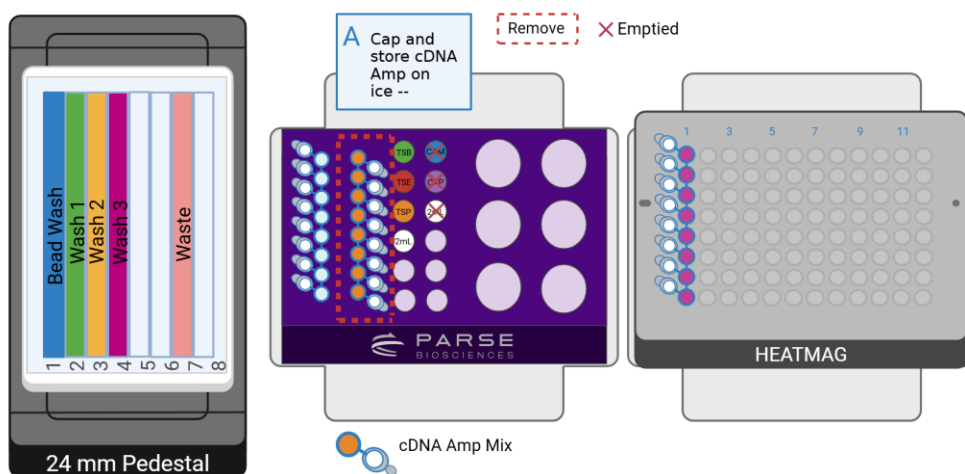 A Cap and
store cDNA
Amp on
ice --
Remove
Emptied
Bead Wash
Wash 1
Wash 2
Wash 3
Waste
1 2 3 4 5 6 7 8
24 mm Pedestal
TSB
TSE
TSP
2mL
2mL
PARSE
BIOSCIENCES
1 3 5 7 9 11
HEATMAG
cDNA Amp Mix